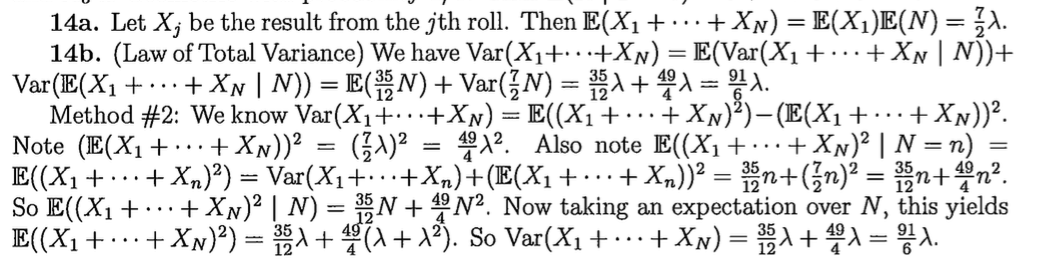 14a. Let X_j be the result from the jth roll. Then 𝔼(X_1 + ··· + X_N) = 𝔼(X_1)𝔼(N) = 7/2 λ.
14b. (Law of Total Variance) We have Var(X_1+···+X_N) = 𝔼(Var(X_1 + ··· + X_N | N))+
Var(𝔼(X_1 + ··· + X_N | N)) = 𝔼(35/12 N) + Var(7/2 N) = 35/12 λ + 49/4 λ = 91/6 λ.
Method #2: We know Var(X_1+···+X_N) = 𝔼((X_1 + ··· + X_N)^2)−(𝔼(X_1 + ··· + X_N))^2.
Note (𝔼(X_1 + ··· + X_N))^2 = (7/2 λ)^2 = 49/4 λ^2. Also note 𝔼((X_1 + ··· + X_N)^2 | N = n) =
𝔼((X_1 + ··· + X_n)^2) = Var(X_1+···+X_n)+(𝔼(X_1 + ··· + X_n))^2 = 35/12 n+(7/2 n)^2 = 35/12 n+ 49/4 n^2.
So 𝔼((X_1 + ··· + X_N)^2 | N) = 35/12 N + 49/4 N^2. Now taking an expectation over N, this yields
𝔼((X_1 + ··· + X_N)^2) = 35/12 λ + 49/4 (λ + λ^2). So Var(X_1 + ··· + X_N) = 35/12 λ + 49/4 λ = 91/6 λ.